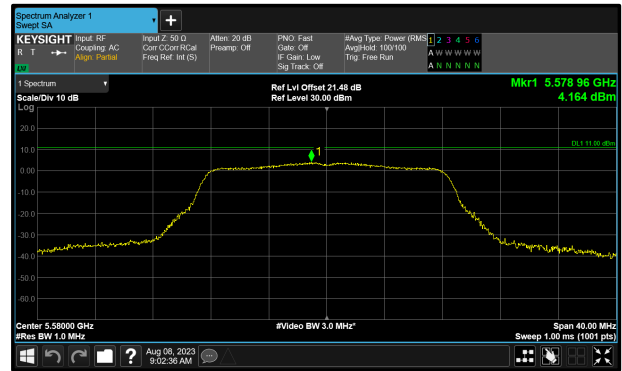 Spectrum Analyzer 1
Swept SA
+
KEYSIGHT Input: RF Input Z: 50 Ω Atten: 20 dB PNO: Fast #Avg Type: Power (RMS 1 2 3 4 5 6
R T Coupling: AC Corr CCorr RCal Preamp: Off Gate: Off Avg|Hold: 100/100 A W W W W W
Align: Partial Freq Ref: Int (S) IF Gain: Low Trig: Free Run
Sig Track: Off A N N N N N
1 Spectrum Ref Lvl Offset 21.48 dB Mkr1 5.578 96 GHz
Scale/Div 10 dB Ref Level 30.00 dBm 4.164 dBm
Log
20.0
DL1 11.00 dBm
10.0
1
0.00
-10.0
-20.0
-30.0
-40.0
-50.0
-60.0
Center 5.58000 GHz #Video BW 3.0 MHz* Span 40.00 MHz
#Res BW 1.0 MHz Sweep 1.00 ms (1001 pts)
? Aug 08, 2023
9:02:36 AM